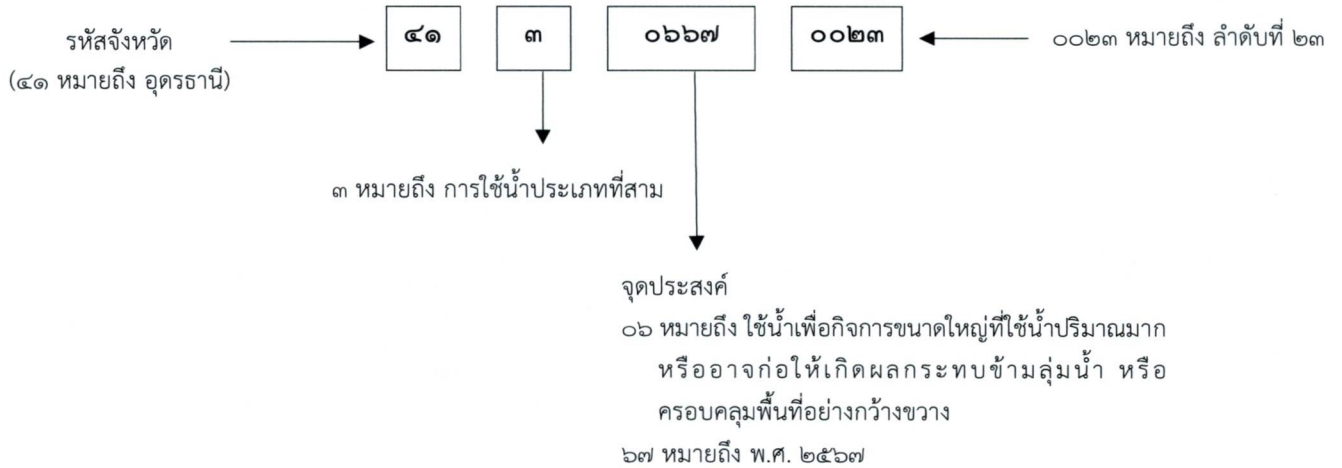 รหัสจังหวัด
(๔๑ หมายถึง อุดรธานี)
๔๑ ๓ ๐๖๖๗ ๐๐๒๓
๐๐๒๓ หมายถึง ลำดับที่ ๒๓
๓ หมายถึง การใช้น้ำประเภทที่สาม
จุดประสงค์
๐๖ หมายถึง ใช้น้ำเพื่อกิจการขนาดใหญ่ที่ใช้น้ำปริมาณมาก
หรืออาจก่อให้เกิดผลกระทบข้ามลุ่มน้ำ หรือ
ครอบคลุมพื้นที่อย่างกว้างขวาง
๖๗ หมายถึง พ.ศ. ๒๕๖๗